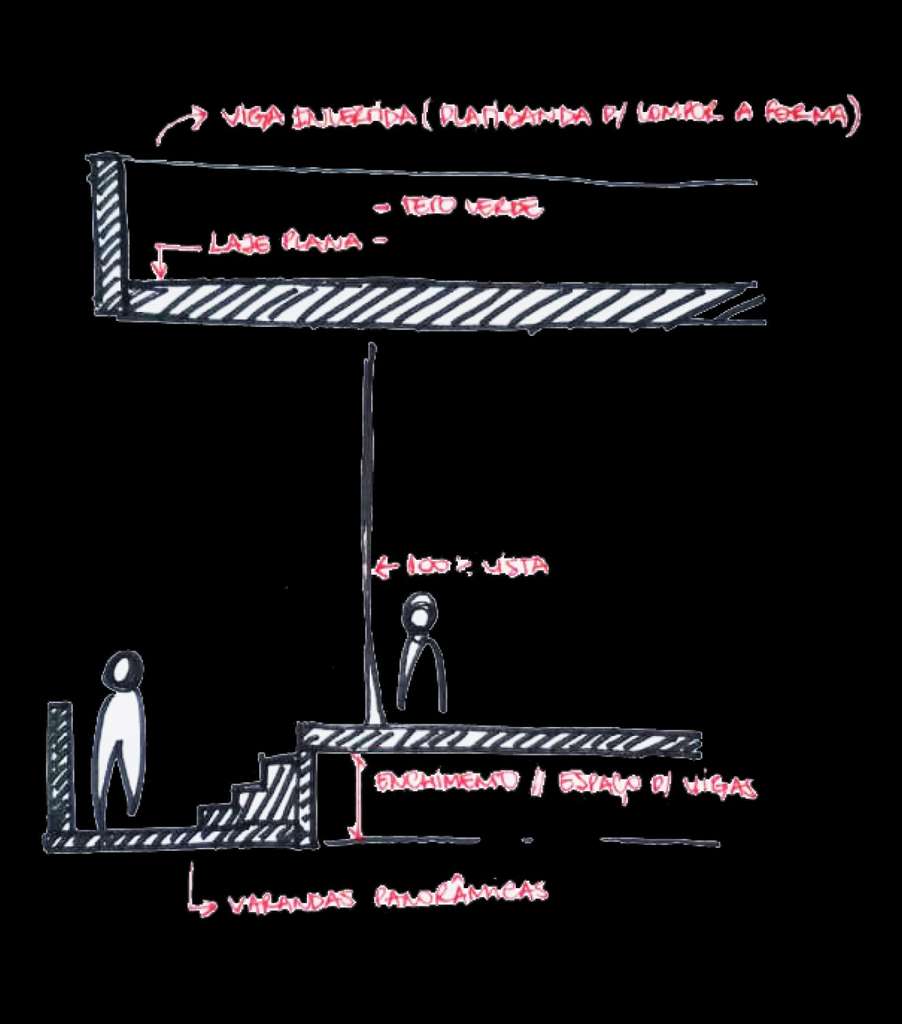 VIGA INVERTIDA (PLATIBANDA P/ COMPOR A FORMA)
- TETO VERDE
LAJE PLANA -
100% VISTA
ENCHIMENTO // ESPAÇO P/ VIGAS
VARANDAS PANORÂMICAS